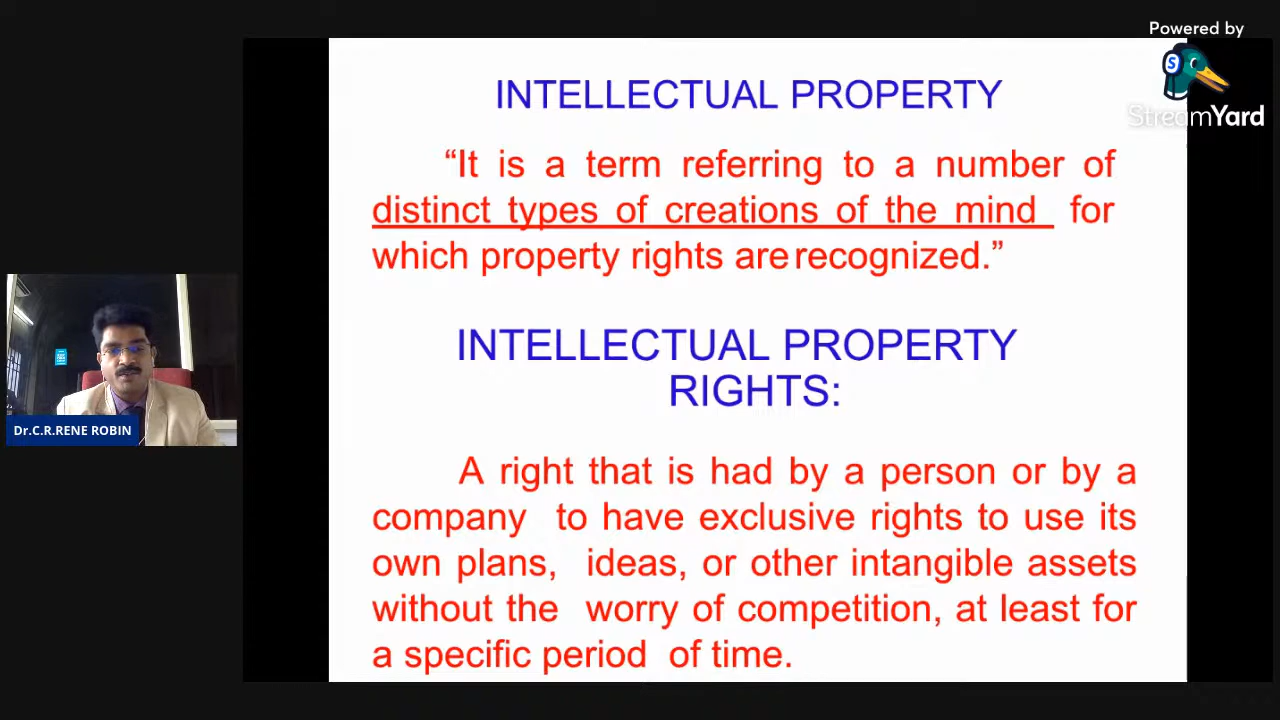 Powered by
StreamYard
INTELLECTUAL PROPERTY
“It is a term referring to a number of
distinct types of creations of the mind for
which property rights are recognized.”
INTELLECTUAL PROPERTY
RIGHTS:
A right that is had by a person or by a
company to have exclusive rights to use its
own plans, ideas, or other intangible assets
without the worry of competition, at least for
a specific period of time.
Dr.C.R.RENE ROBIN